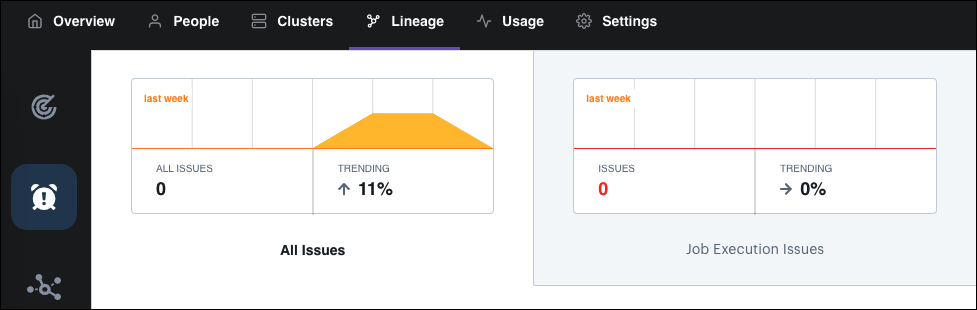 Overview People Clusters Lineage Usage Settings
last week
ALL ISSUES TRENDING
0 11%
All Issues
last week
ISSUES TRENDING
0 0%
Job Execution Issues